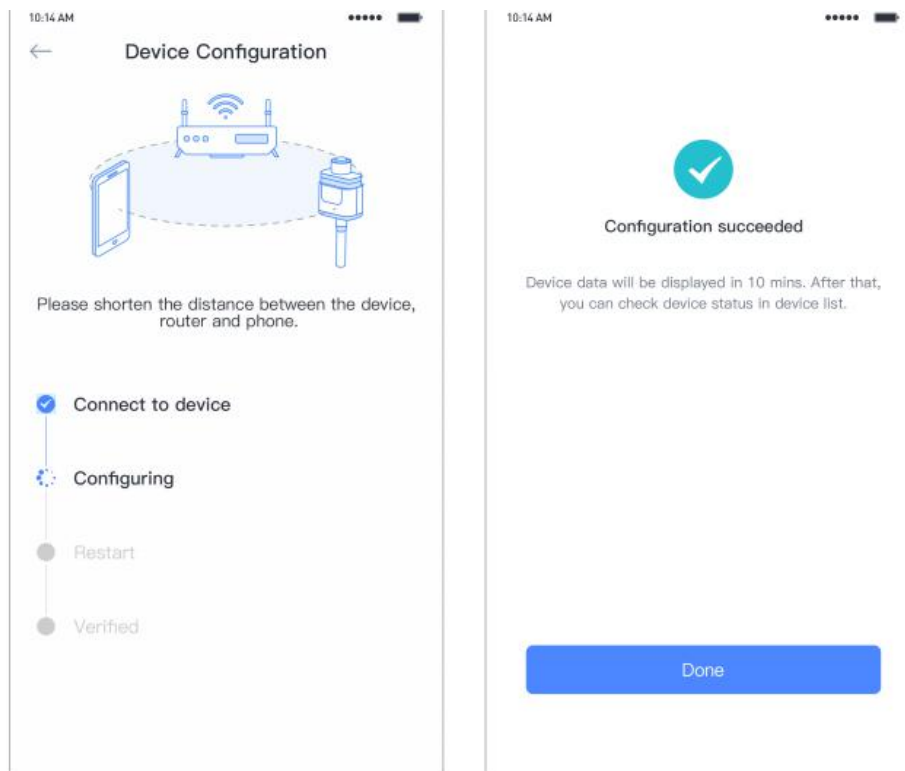 10:14 AM
Device Configuration
Please shorten the distance between the device,
router and phone.
Connect to device
Configuring
Restart
Verified
10:14 AM
Configuration succeeded
Device data will be displayed in 10 mins. After that,
you can check device status in device list.
Done